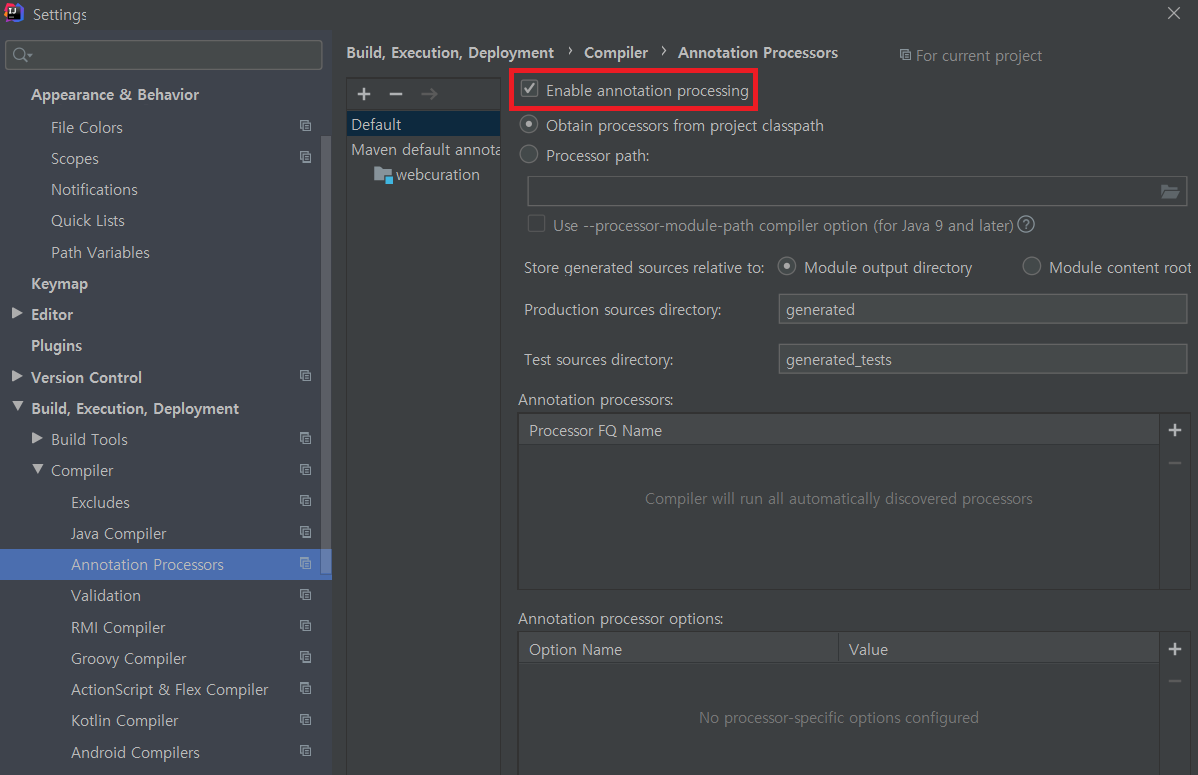 Settings
Appearance & Behavior
File Colors
Scopes
Notifications
Quick Lists
Path Variables
Keymap
Editor
Plugins
Version Control
Build, Execution, Deployment
Build Tools
Compiler
Excludes
Java Compiler
Annotation Processors
Validation
RMI Compiler
Groovy Compiler
ActionScript & Flex Compiler
Kotlin Compiler
Android Compilers
Build, Execution, Deployment › Compiler › Annotation Processors
For current project
Default
Maven default annota
webcuration
Enable annotation processing
Obtain processors from project classpath
Processor path:
Use --processor-module-path compiler option (for Java 9 and later) ?
Store generated sources relative to: Module output directory Module content root
Production sources directory: generated
Test sources directory: generated_tests
Annotation processors:
Processor FQ Name
Compiler will run all automatically discovered processors
Annotation processor options:
Option Name Value
No processor-specific options configured